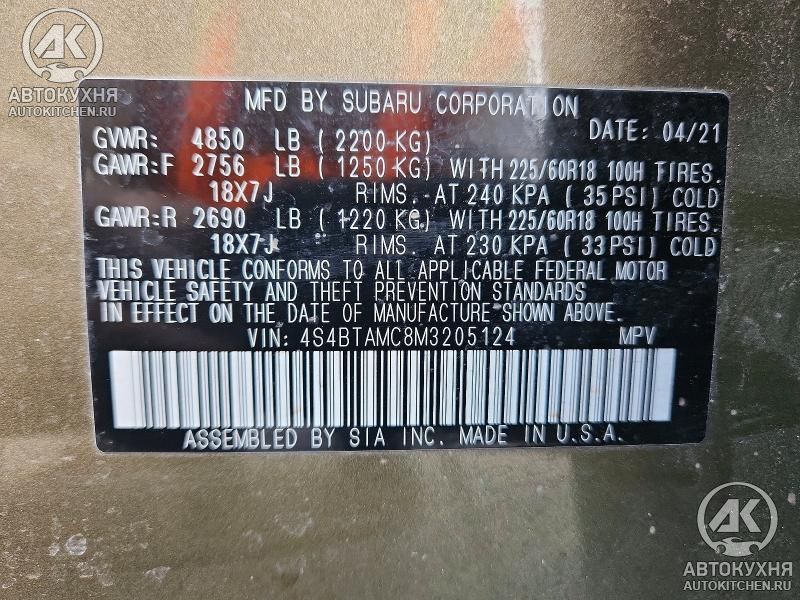 AK
АВТОКУХНЯ
AUTOKITCHEN.RU
MFD BY SUBARU CORPORATION
GVWR: 4850 LB ( 2200 KG) DATE: 04/21
GAWR:F 2756 LB ( 1250 KG) WITH 225/60R18 100H TIRES.
18X7J RIMS. AT 240 KPA ( 35 PSI) COLD
GAWR:R 2690 LB ( 1220 KG) WITH 225/60R18 100H TIRES.
18X7J RIMS. AT 230 KPA ( 33 PSI) COLD
THIS VEHICLE CONFORMS TO ALL APPLICABLE FEDERAL MOTOR
VEHICLE SAFETY AND THEFT PREVENTION STANDARDS
IN EFFECT ON THE DATE OF MANUFACTURE SHOWN ABOVE.
VIN: 4S4BTAMC8M3205124 MPV
ASSEMBLED BY SIA INC. MADE IN U.S.A.
AK
АВТОКУХНЯ
AUTOKITCHEN.RU